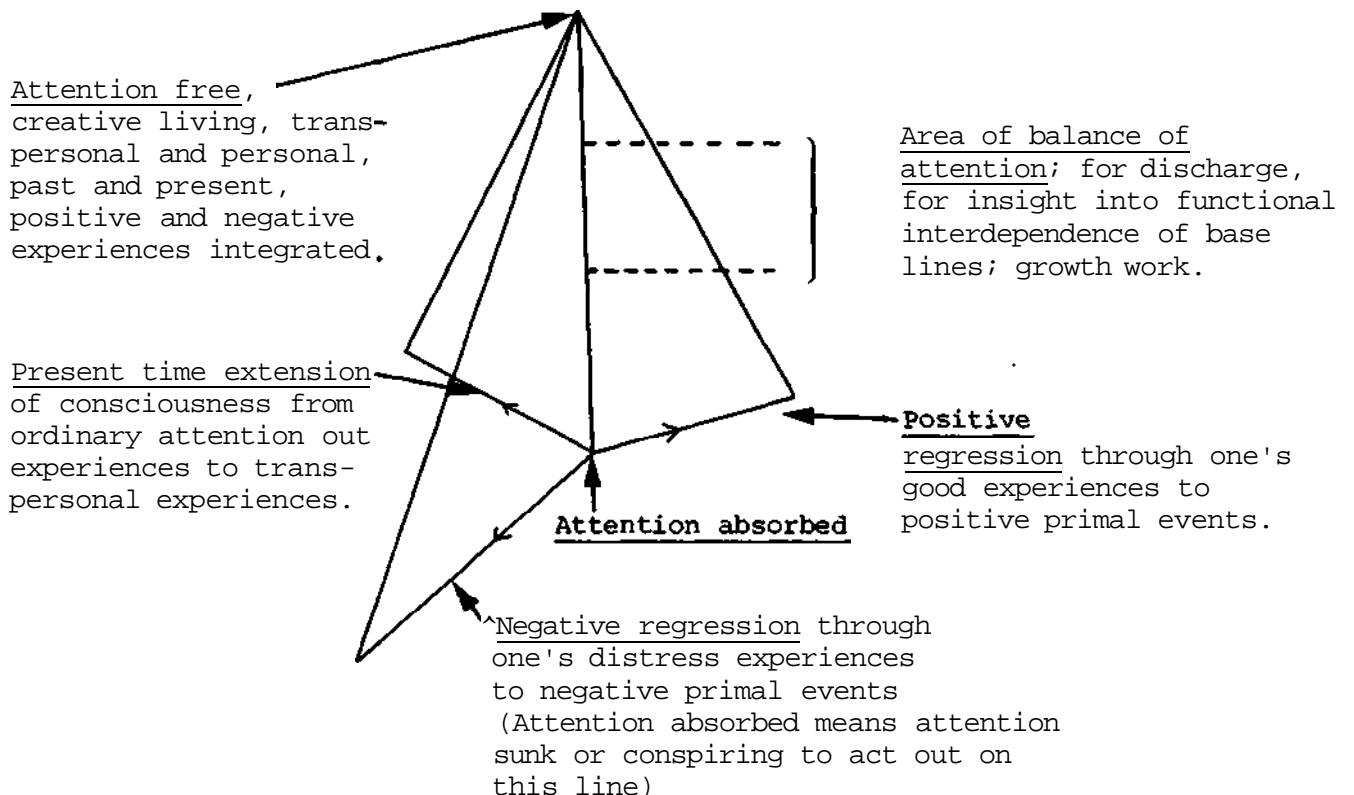 Attention free,
creative living, trans-
personal and personal,
past and present,
positive and negative
experiences integrated.
Area of balance of
attention; for discharge,
for insight into functional
interdependence of base
lines; growth work.
Present time extension
of consciousness from
ordinary attention out
experiences to trans-
personal experiences.
Positive
regression through one's
good experiences to
positive primal events.
Attention absorbed
Negative regression through
one's distress experiences
to negative primal events
(Attention absorbed means attention
sunk or conspiring to act out on
this line)